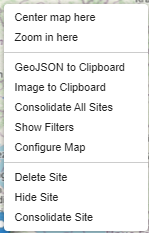 Center map here
Zoom in here
GeoJSON to Clipboard
Image to Clipboard
Consolidate All Sites
Show Filters
Configure Map
Delete Site
Hide Site
Consolidate Site